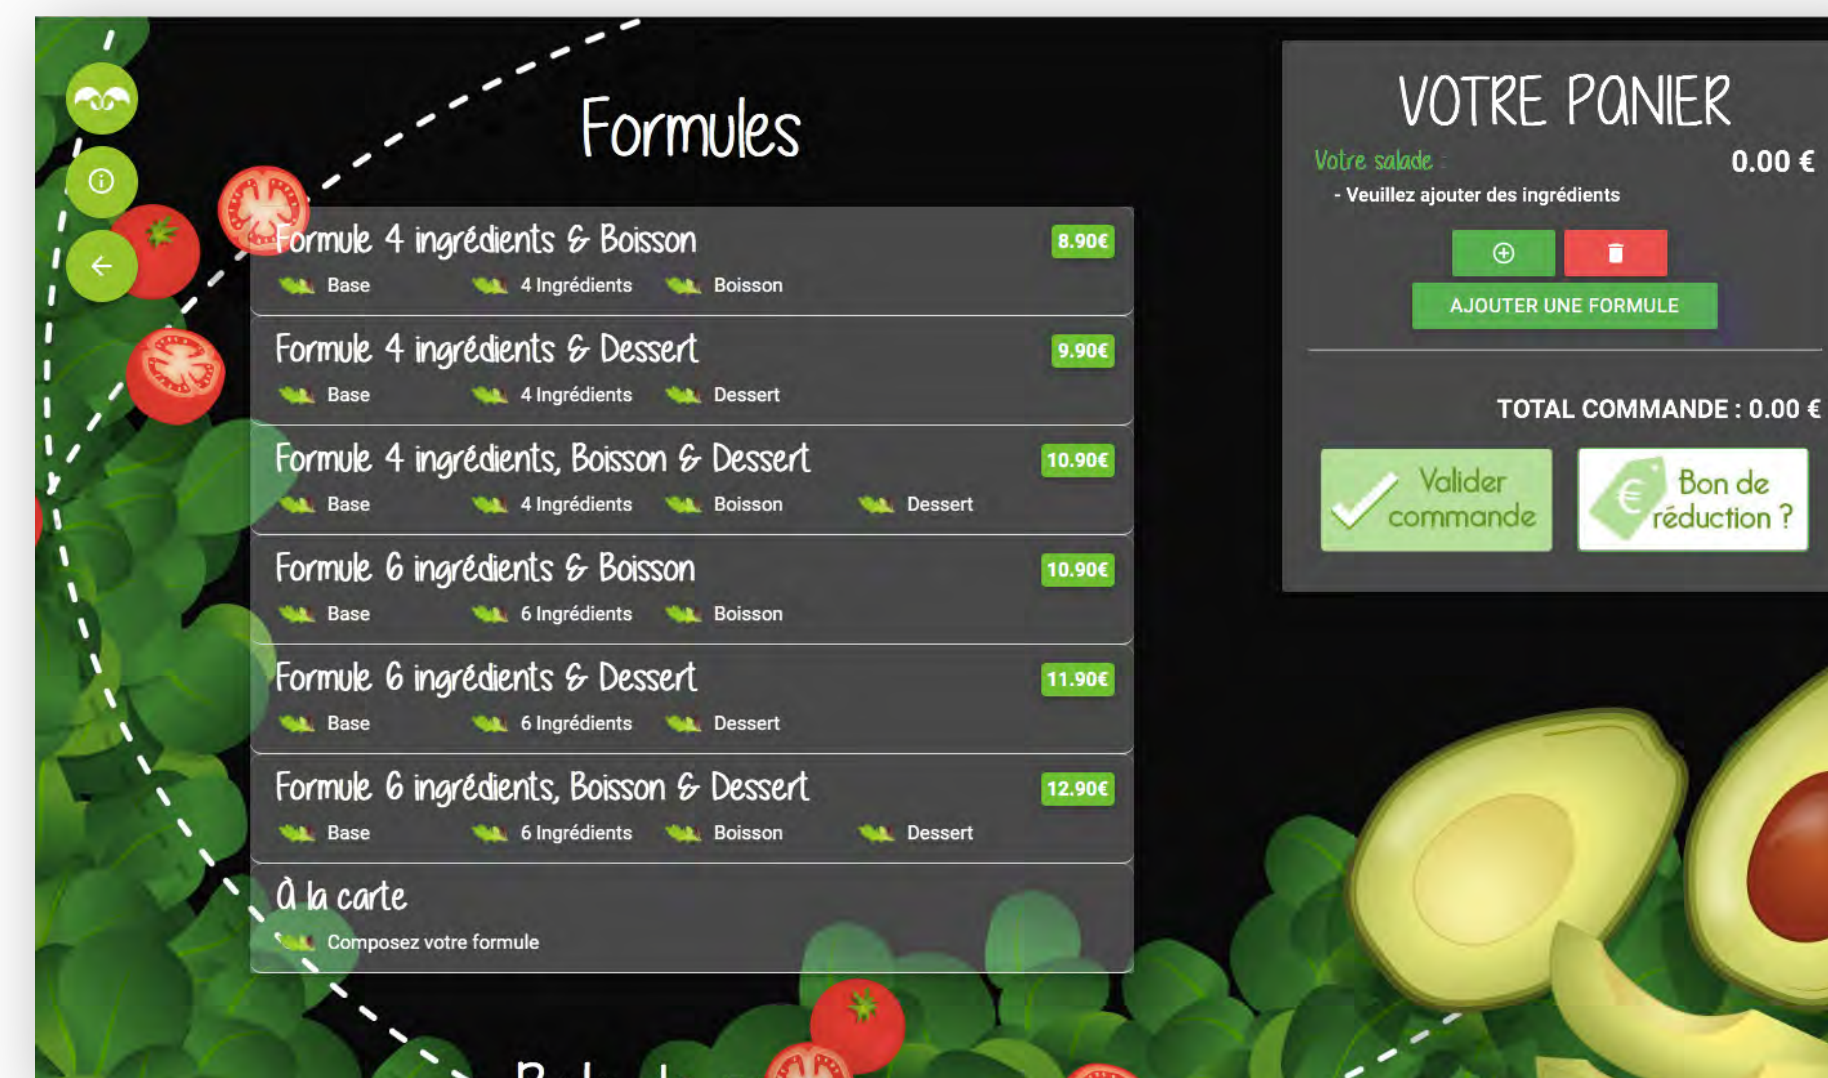 Formules
Formule 4 ingrédients & Boisson
8.90€
Base
4 Ingrédients
Boisson
Formule 4 ingrédients & Dessert
9.90€
Base
4 Ingrédients
Dessert
Formule 4 ingrédients, Boisson & Dessert
10.90€
Base
4 Ingrédients
Boisson
Dessert
Formule 6 ingrédients & Boisson
10.90€
Base
6 Ingrédients
Boisson
Formule 6 ingrédients & Dessert
11.90€
Base
6 Ingrédients
Dessert
Formule 6 ingrédients, Boisson & Dessert
12.90€
Base
6 Ingrédients
Boisson
Dessert
À la carte
Composez votre formule
VOTRE PANIER
Votre salade :
0.00 €
- Veuillez ajouter des ingrédients
AJOUTER UNE FORMULE
TOTAL COMMANDE : 0.00 €
Valider
commande
€
Bon de
réduction ?